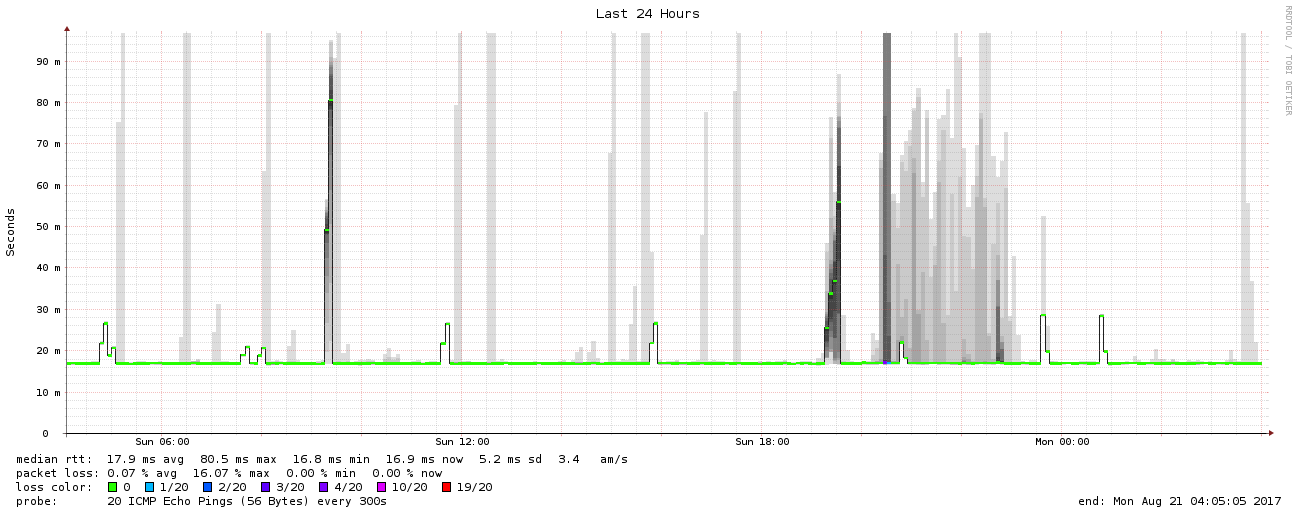 Last 24 Hours
RRDTOOL / TOBI OETIKER
Seconds
90 m
80 m
70 m
60 m
50 m
40 m
30 m
20 m
10 m
0
Sun 06:00 Sun 12:00 Sun 18:00 Mon 00:00
median rtt: 17.9 ms avg 80.5 ms max 16.8 ms min 16.9 ms now 5.2 ms sd 3.4 am/s
packet loss: 0.07 % avg 16.07 % max 0.00 % min 0.00 % now
loss color: 0 1/20 2/20 3/20 4/20 10/20 19/20
probe: 20 ICMP Echo Pings (56 Bytes) every 300s end: Mon Aug 21 04:05:05 2017